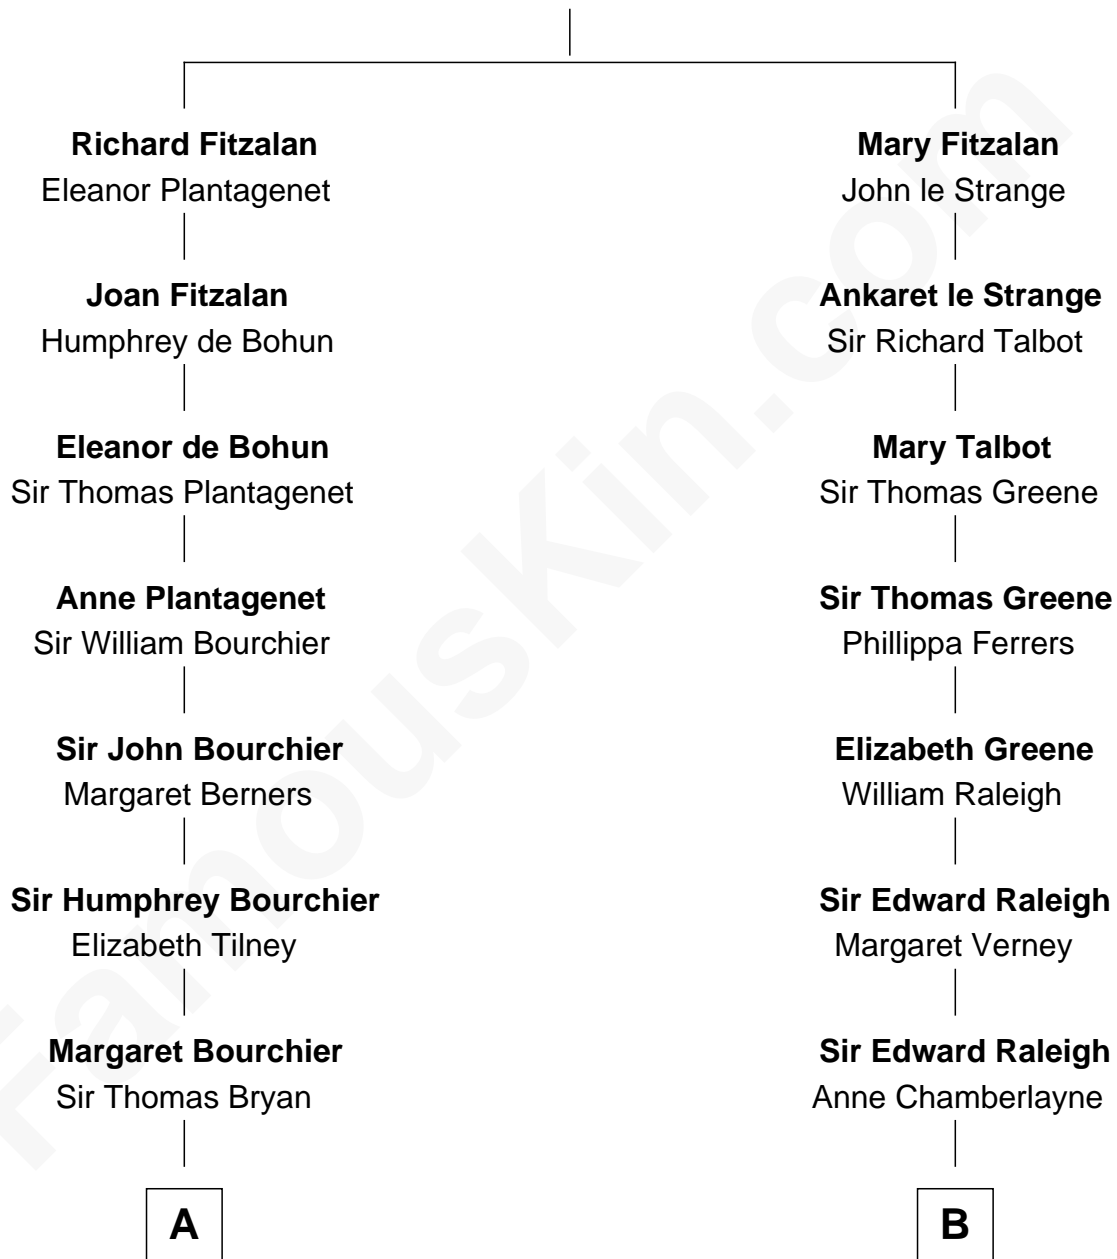 Richard Fitzalan
Eleanor Plantagenet
Joan Fitzalan
Humphrey de Bohun
Eleanor de Bohun
Sir Thomas Plantagenet
Anne Plantagenet
Sir William Bourchier
Sir John Bourchier
Margaret Berners
Sir Humphrey Bourchier
Elizabeth Tilney
Margaret Bourchier
Sir Thomas Bryan
A
Mary Fitzalan
John le Strange
Ankaret le Strange
Sir Richard Talbot
Mary Talbot
Sir Thomas Greene
Sir Thomas Greene
Phillippa Ferrers
Elizabeth Greene
William Raleigh
Sir Edward Raleigh
Margaret Verney
Sir Edward Raleigh
Anne Chamberlayne
B
FamousKin.com